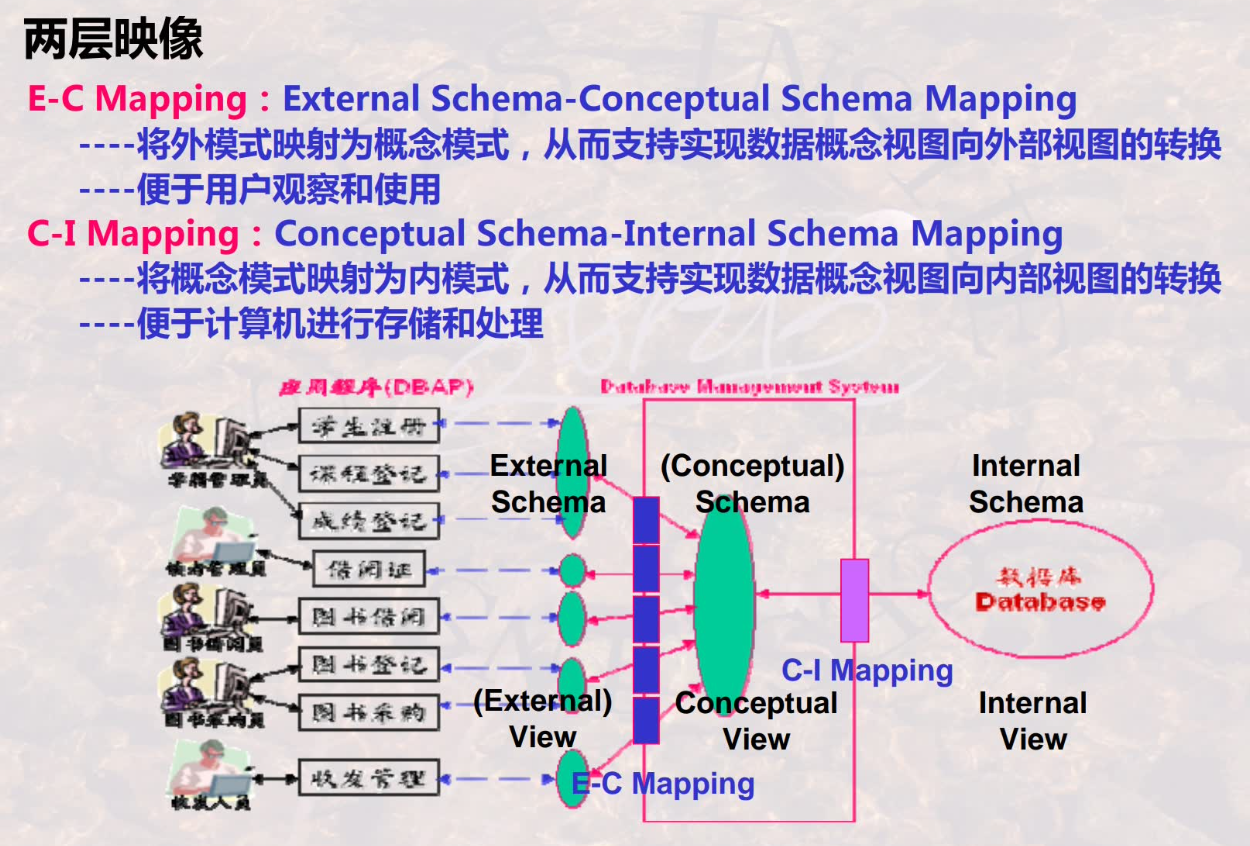 两层映像
E-C Mapping：External Schema-Conceptual Schema Mapping
----将外模式映射为概念模式，从而支持实现数据概念视图向外部视图的转换
----便于用户观察和使用
C-I Mapping：Conceptual Schema-Internal Schema Mapping
----将概念模式映射为内模式，从而支持实现数据概念视图向内部视图的转换
----便于计算机进行存储和处理
应用程序(DBAP)
Database Management System
学生注册
课程登记
学籍管理员
成绩登记
借阅证
图书借阅
图书借阅员
图书登记
图书采购
图书采购员
收发管理
收发人员
External
Schema
(Conceptual)
Schema
Internal
Schema
数据库
Database
C-I Mapping
(External)
View
Conceptual
View
Internal
View
E-C Mapping